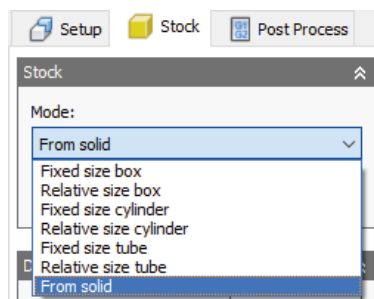 Setup
Stock
Post Process
Stock
Mode:
From solid
Fixed size box
Relative size box
Fixed size cylinder
Relative size cylinder
Fixed size tube
Relative size tube
From solid